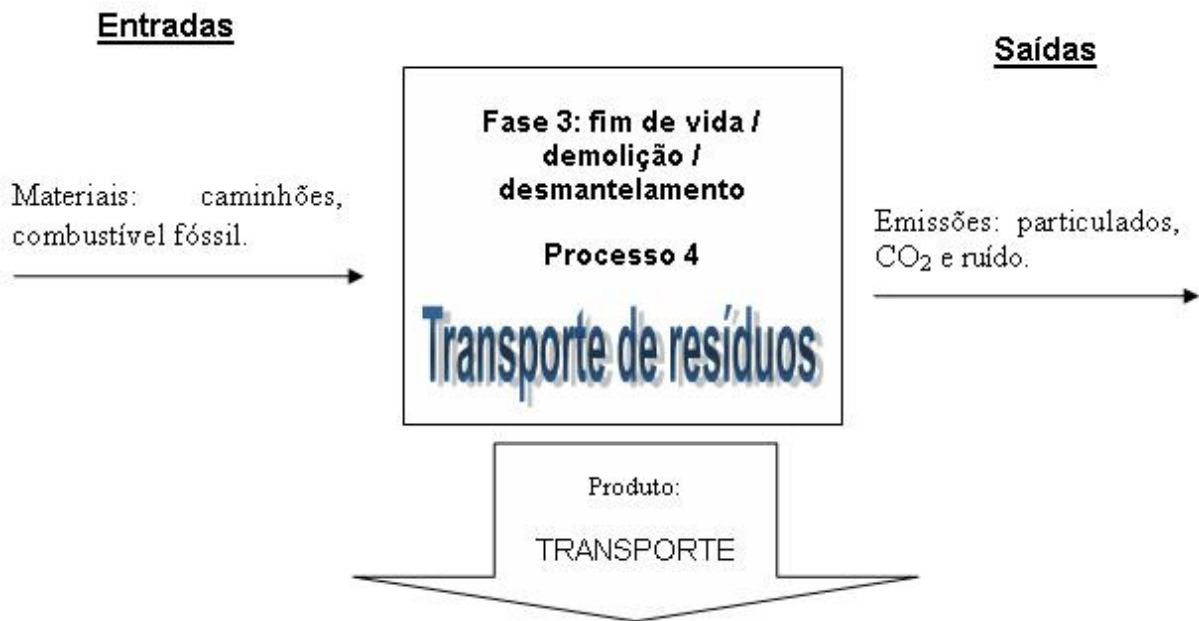 Entradas
Saídas
Fase 3: fim de vida /
demolição /
desmantelamento
Processo 4
Transporte de resíduos
Materiais: caminhões,
combustível fóssil.
Emissões: particulados,
CO₂ e ruído.
Produto:
TRANSPORTE